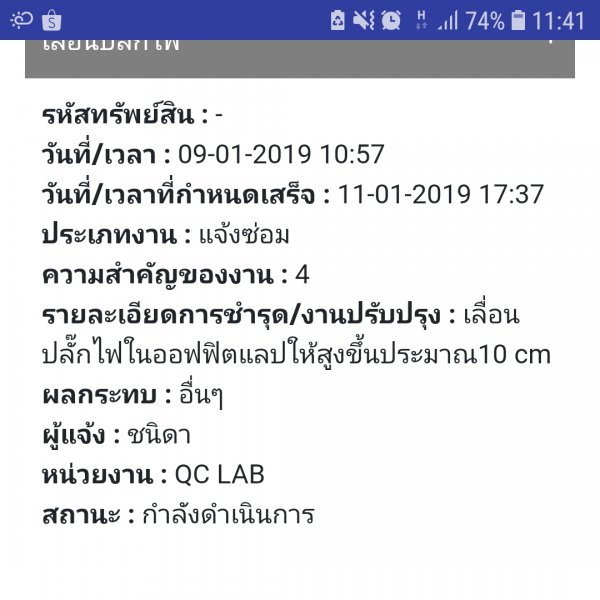 H 74% 11:41
เลื่อนปลั๊กไฟ
รหัสทรัพย์สิน : -
วันที่/เวลา : 09-01-2019 10:57
วันที่/เวลาที่กำหนดเสร็จ : 11-01-2019 17:37
ประเภทงาน : แจ้งซ่อม
ความสำคัญของงาน : 4
รายละเอียดการชำรุด/งานปรับปรุง : เลื่อน
ปลั๊กไฟในออฟฟิตแลปให้สูงขึ้นประมาณ10 cm
ผลกระทบ : อื่นๆ
ผู้แจ้ง : ชนิดา
หน่วยงาน : QC LAB
สถานะ : กำลังดำเนินการ